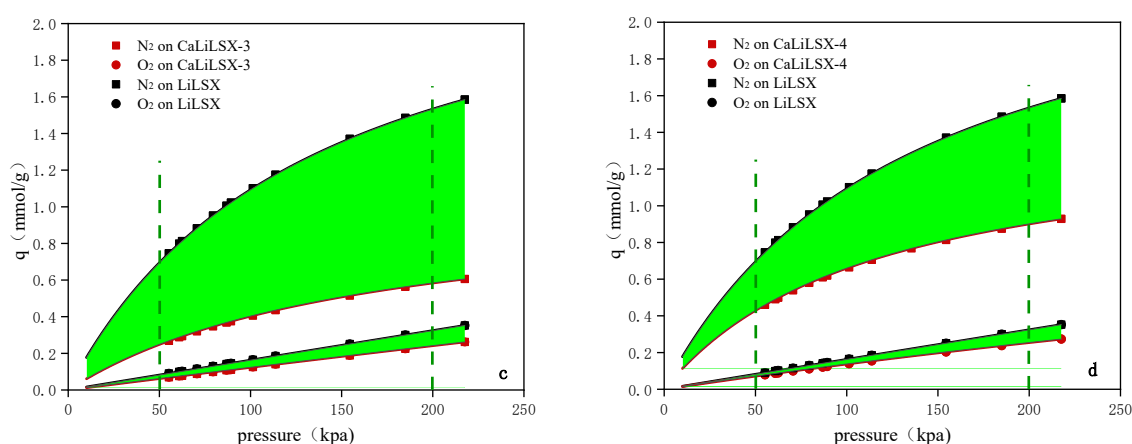 2.0
1.8
1.6
1.4
1.2
1.0
0.8
0.6
0.4
0.2
0.0
q（mmol/g）
N2 on CaLiLSX-3
O2 on CaLiLSX-3
N2 on LiLSX
O2 on LiLSX
c
0 50 100 150 200 250
pressure（kpa)
2.0
1.8
1.6
1.4
1.2
1.0
0.8
0.6
0.4
0.2
0.0
q（mmol/g）
N2 on CaLiLSX-4
O2 on CaLiLSX-4
N2 on LiLSX
O2 on LiLSX
d
0 50 100 150 200 250
pressure（kpa)